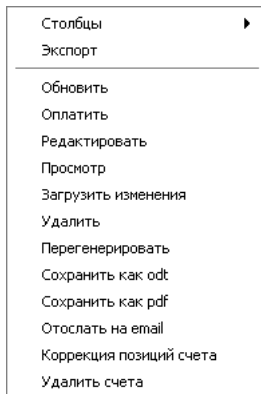 Столбцы
Экспорт
Обновить
Оплатить
Редактировать
Просмотр
Загрузить изменения
Удалить
Перегенерировать
Сохранить как odt
Сохранить как pdf
Отослать на email
Коррекция позиций счета
Удалить счета